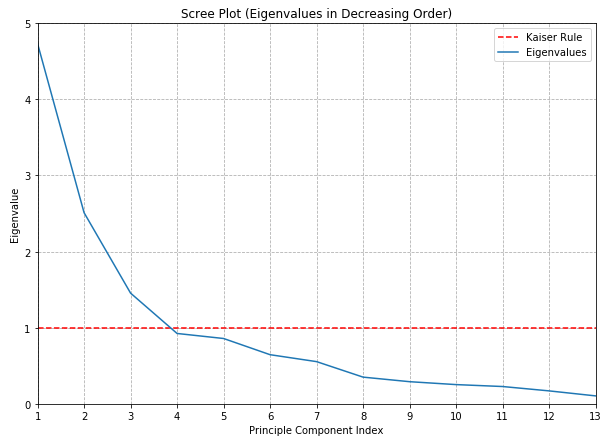 Scree Plot (Eigenvalues in Decreasing Order)
Kaiser Rule
Eigenvalues
5
4
3
2
1
0
Eigenvalue
1 2 3 4 5 6 7 8 9 10 11 12 13
Principle Component Index